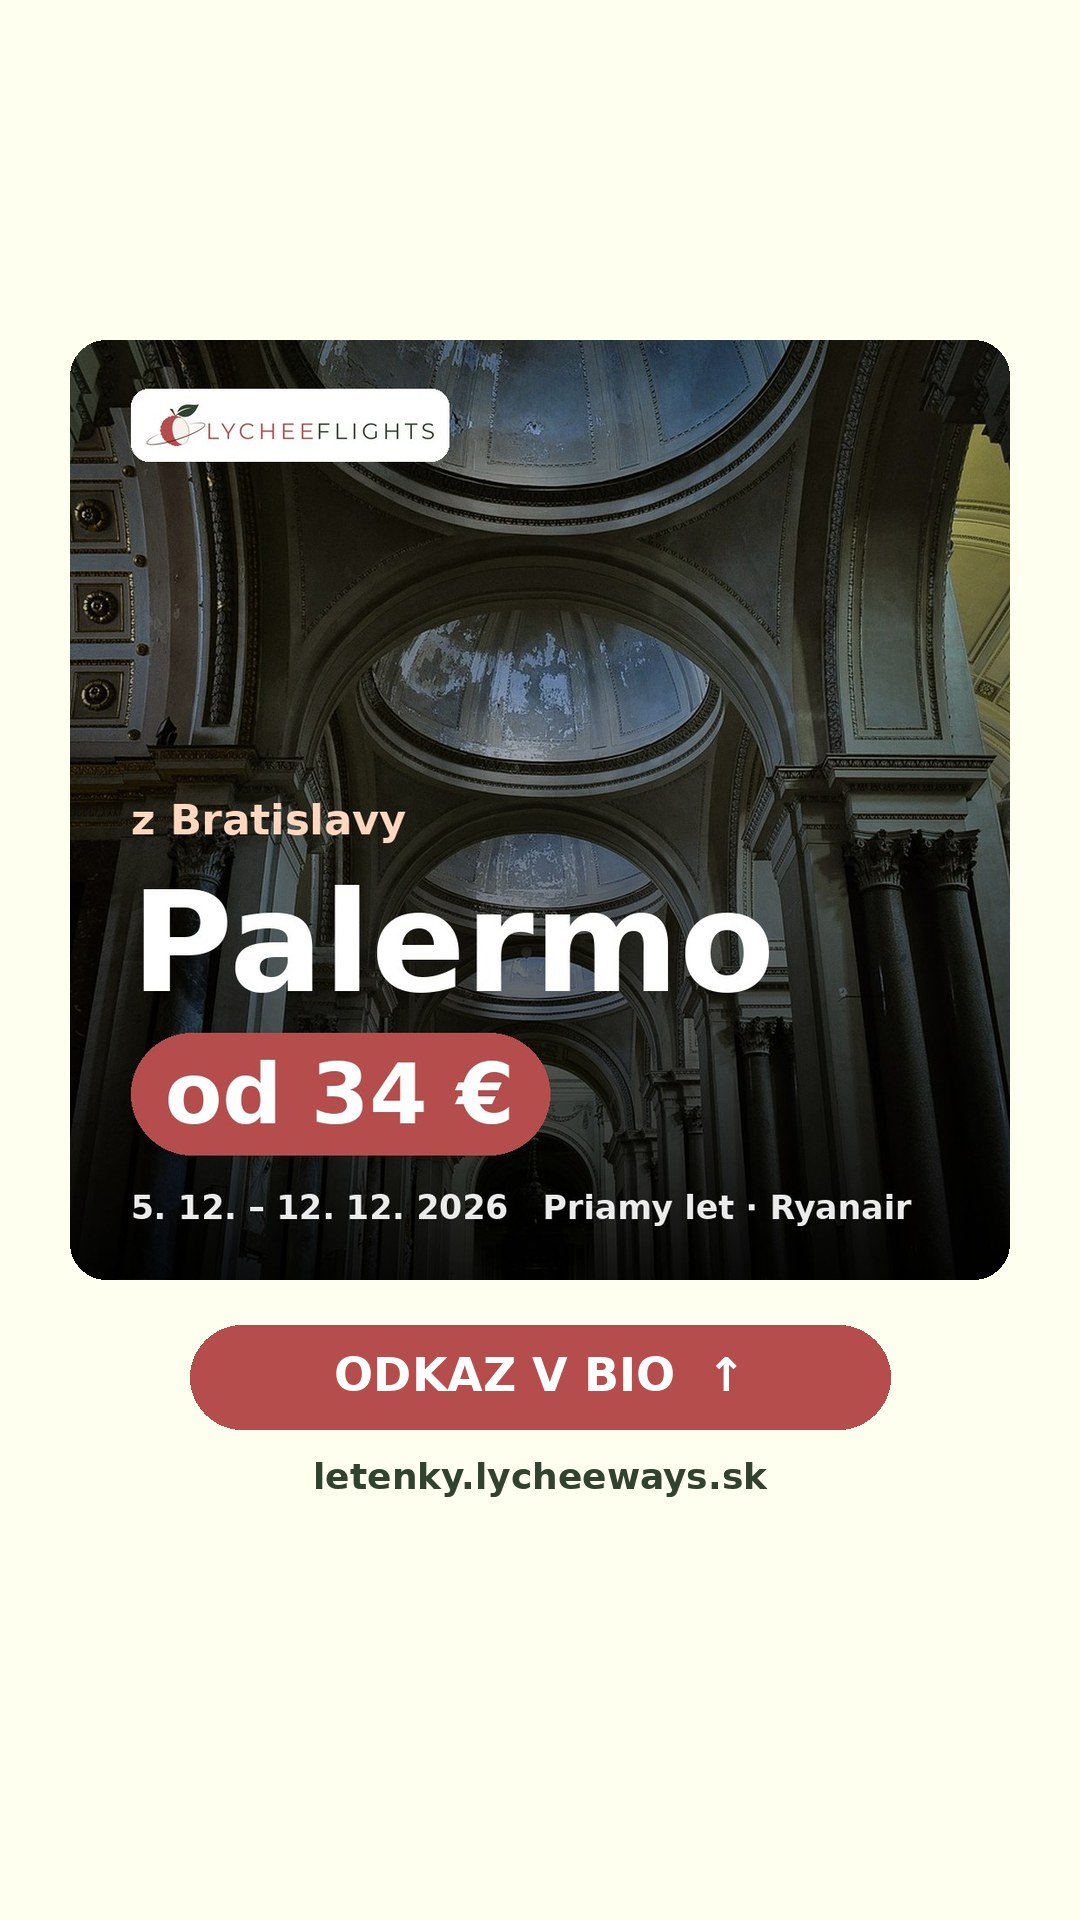 LYCHEEFLIGHTS
z Bratislavy
Palermo
od 34 €
5. 12. – 12. 12. 2026 Priamy let · Ryanair
ODKAZ V BIO ↑
letenky.lycheeways.sk